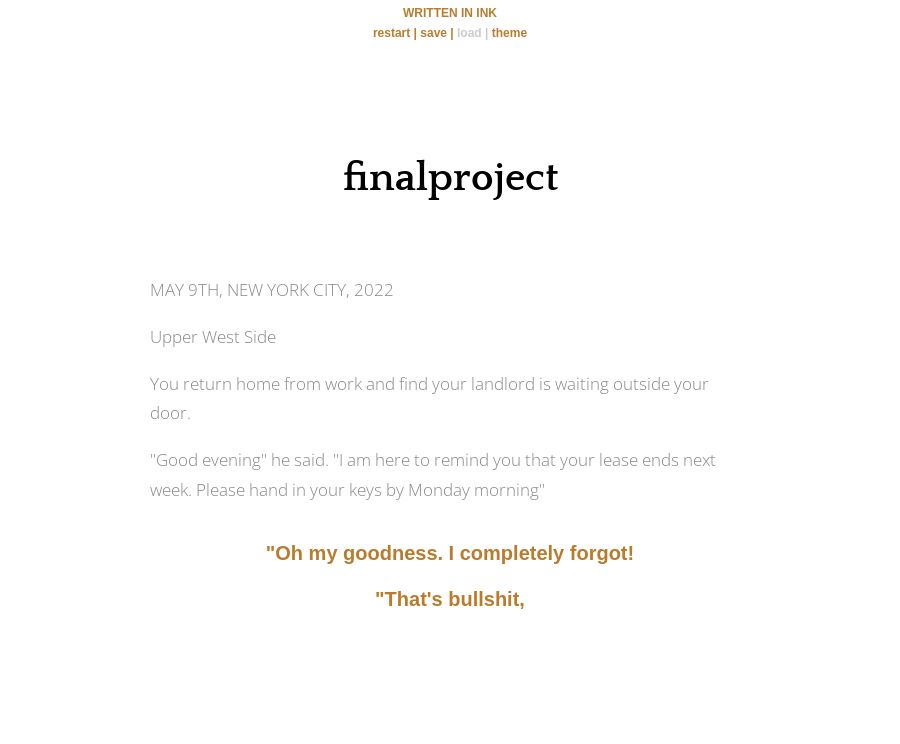 WRITTEN IN INK
restart | save | load | theme
finalproject
MAY 9TH, NEW YORK CITY, 2022
Upper West Side
You return home from work and find your landlord is waiting outside your
door.
"Good evening" he said. "I am here to remind you that your lease ends next
week. Please hand in your keys by Monday morning"
"Oh my goodness. I completely forgot!
"That's bullshit,